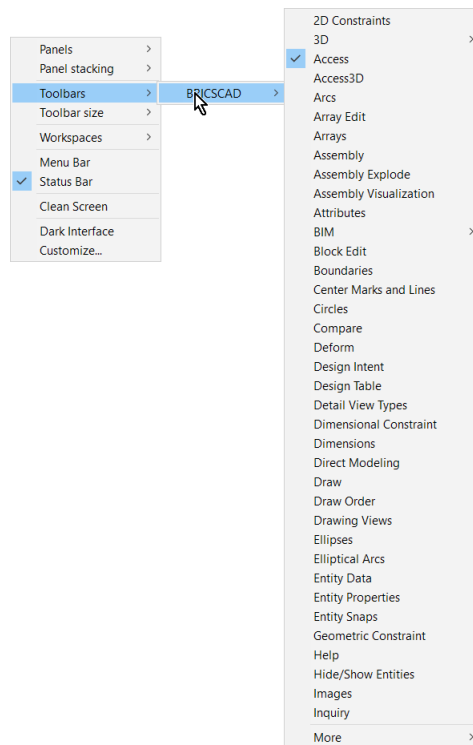 Panels
Panel stacking
Toolbars
Toolbar size
Workspaces
Menu Bar
Status Bar
Clean Screen
Dark Interface
Customize...
BRICSCAD
2D Constraints
3D
Access
Access3D
Arcs
Array Edit
Arrays
Assembly
Assembly Explode
Assembly Visualization
Attributes
BIM
Block Edit
Boundaries
Center Marks and Lines
Circles
Compare
Deform
Design Intent
Design Table
Detail View Types
Dimensional Constraint
Dimensions
Direct Modeling
Draw
Draw Order
Drawing Views
Ellipses
Elliptical Arcs
Entity Data
Entity Properties
Entity Snaps
Geometric Constraint
Help
Hide/Show Entities
Images
Inquiry
More